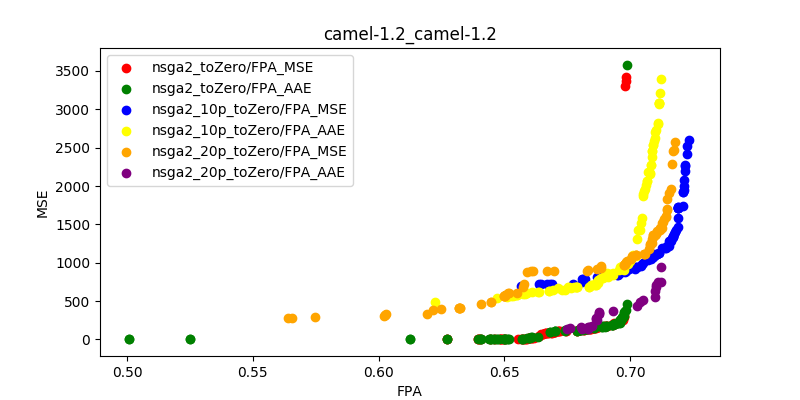 camel-1.2_camel-1.2
nsga2_toZero/FPA_MSE
nsga2_toZero/FPA_AAE
nsga2_10p_toZero/FPA_MSE
nsga2_10p_toZero/FPA_AAE
nsga2_20p_toZero/FPA_MSE
nsga2_20p_toZero/FPA_AAE
MSE
3500
3000
2500
2000
1500
1000
500
0
0.50 0.55 0.60 0.65 0.70
FPA